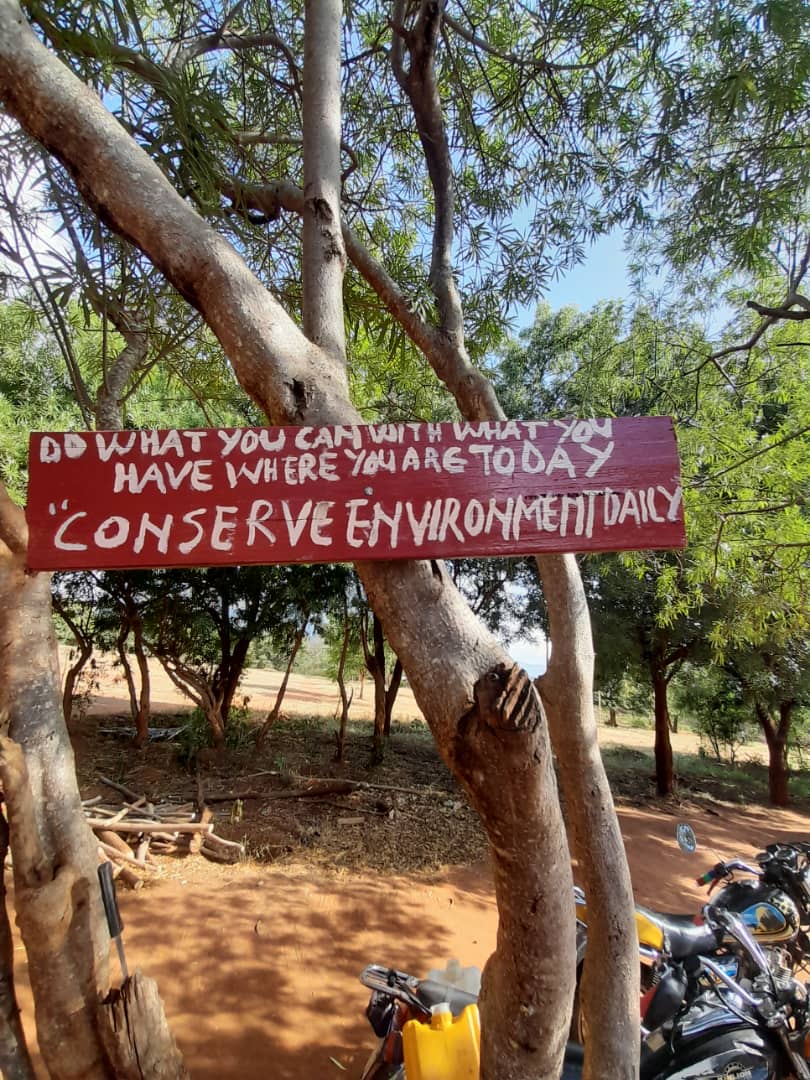 DO WHAT YOU CAN WITH WHAT YOU
HAVE WHERE YOU ARE TODAY
"CONSERVE ENVIRONMENT DAILY